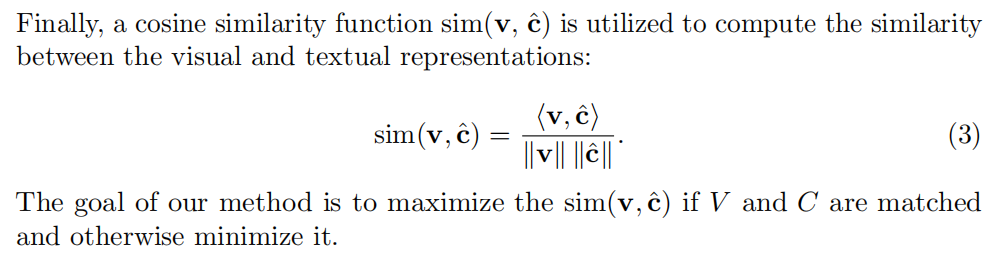 Finally, a cosine similarity function sim(v, ĉ) is utilized to compute the similarity
between the visual and textual representations:
sim(v, ĉ) = ⟨v, ĉ⟩ / ‖v‖ ‖ĉ‖. (3)
The goal of our method is to maximize the sim(v, ĉ) if V and C are matched
and otherwise minimize it.